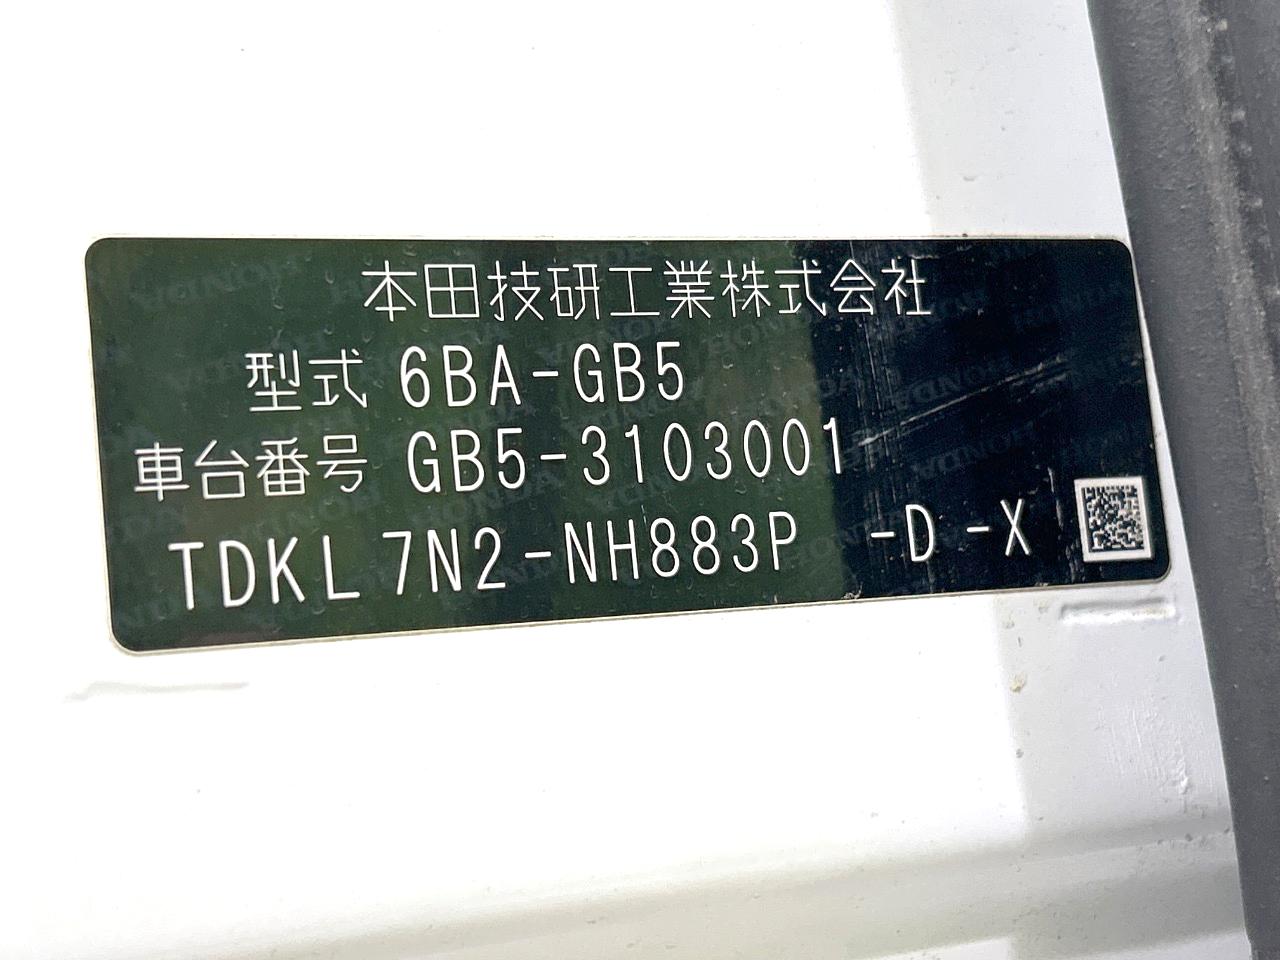 本田技研工業株式会社
型式 6BA-GB5
車台番号 GB5-3103001
TDKL 7N2-NH883P -D -X